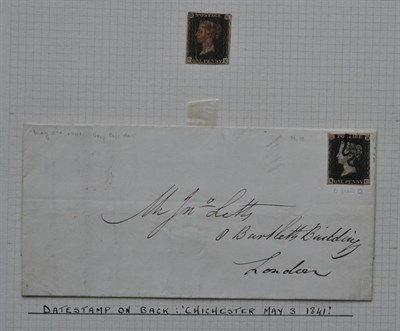 POSTAGE
ONE PENNY
POSTAGE
ONE PENNY
Mr Jno Letts
8 Bartlett's Building
London
DATESTAMP ON BACK: 'CHICHESTER MAY 3 1841'